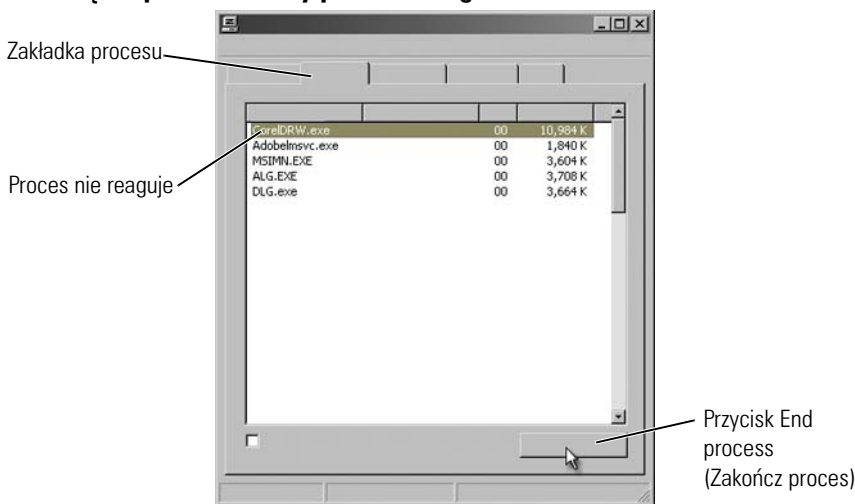 Zakładka procesu
CorelDRW.exe 00 10,984 K
Adobelmsvc.exe 00 1,840 K
MSIMN.EXE 00 3,604 K
ALG.EXE 00 3,708 K
DLG.exe 00 3,664 K
Proces nie reaguje
Przycisk End
process
(Zakończ proces)